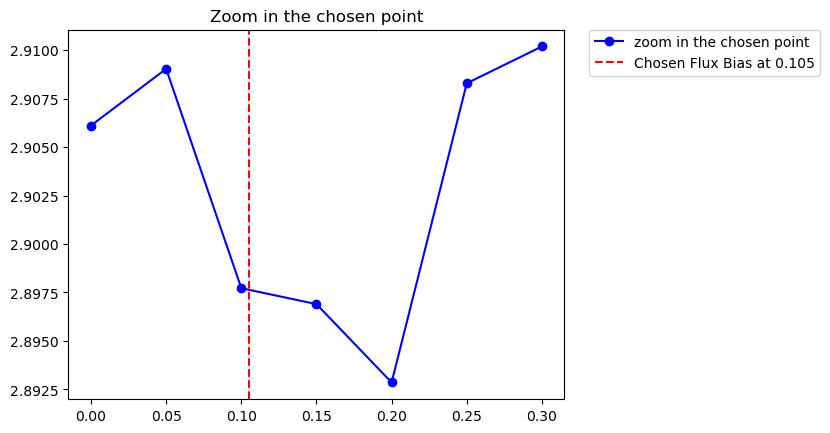 Zoom in the chosen point
zoom in the chosen point
Chosen Flux Bias at 0.105
2.9100
2.9075
2.9050
2.9025
2.9000
2.8975
2.8950
2.8925
0.00 0.05 0.10 0.15 0.20 0.25 0.30